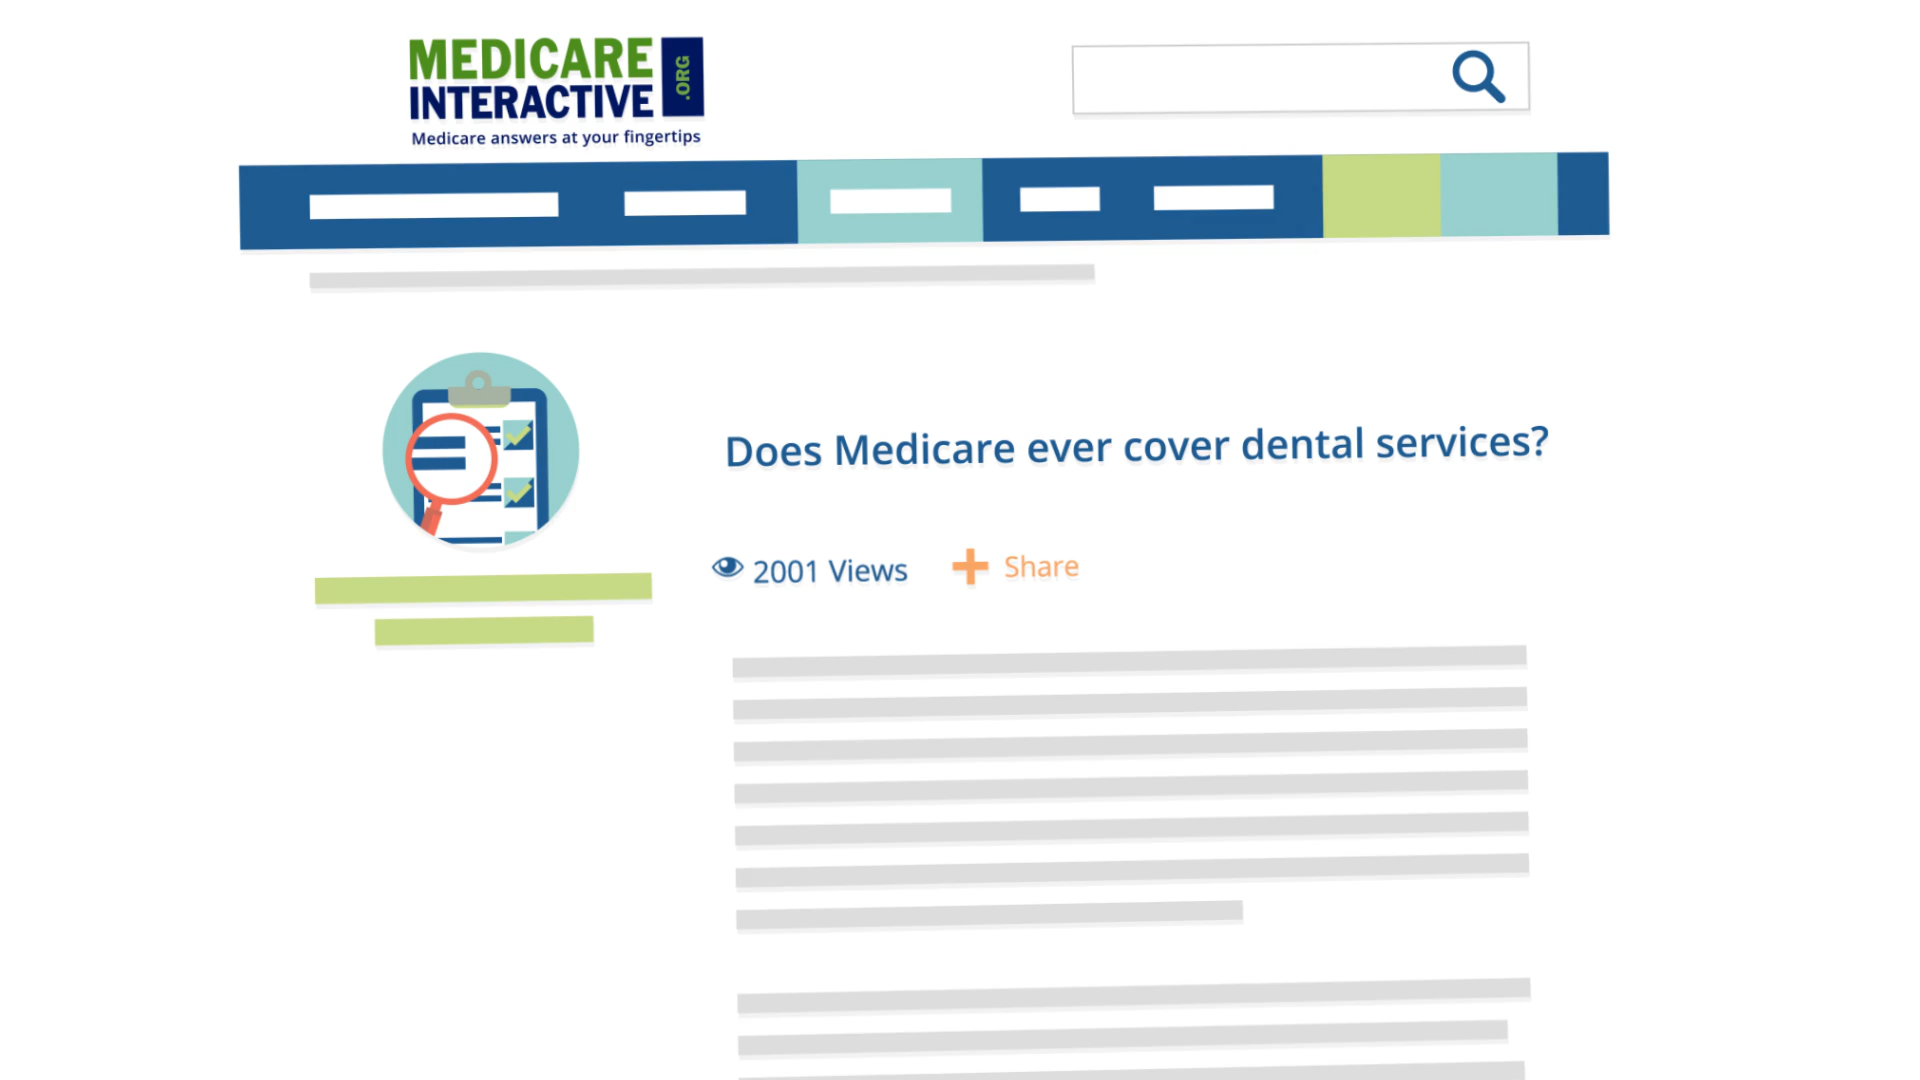 MEDICARE
INTERACTIVE
.ORG
Medicare answers at your fingertips
Does Medicare ever cover dental services?
2001 Views
Share